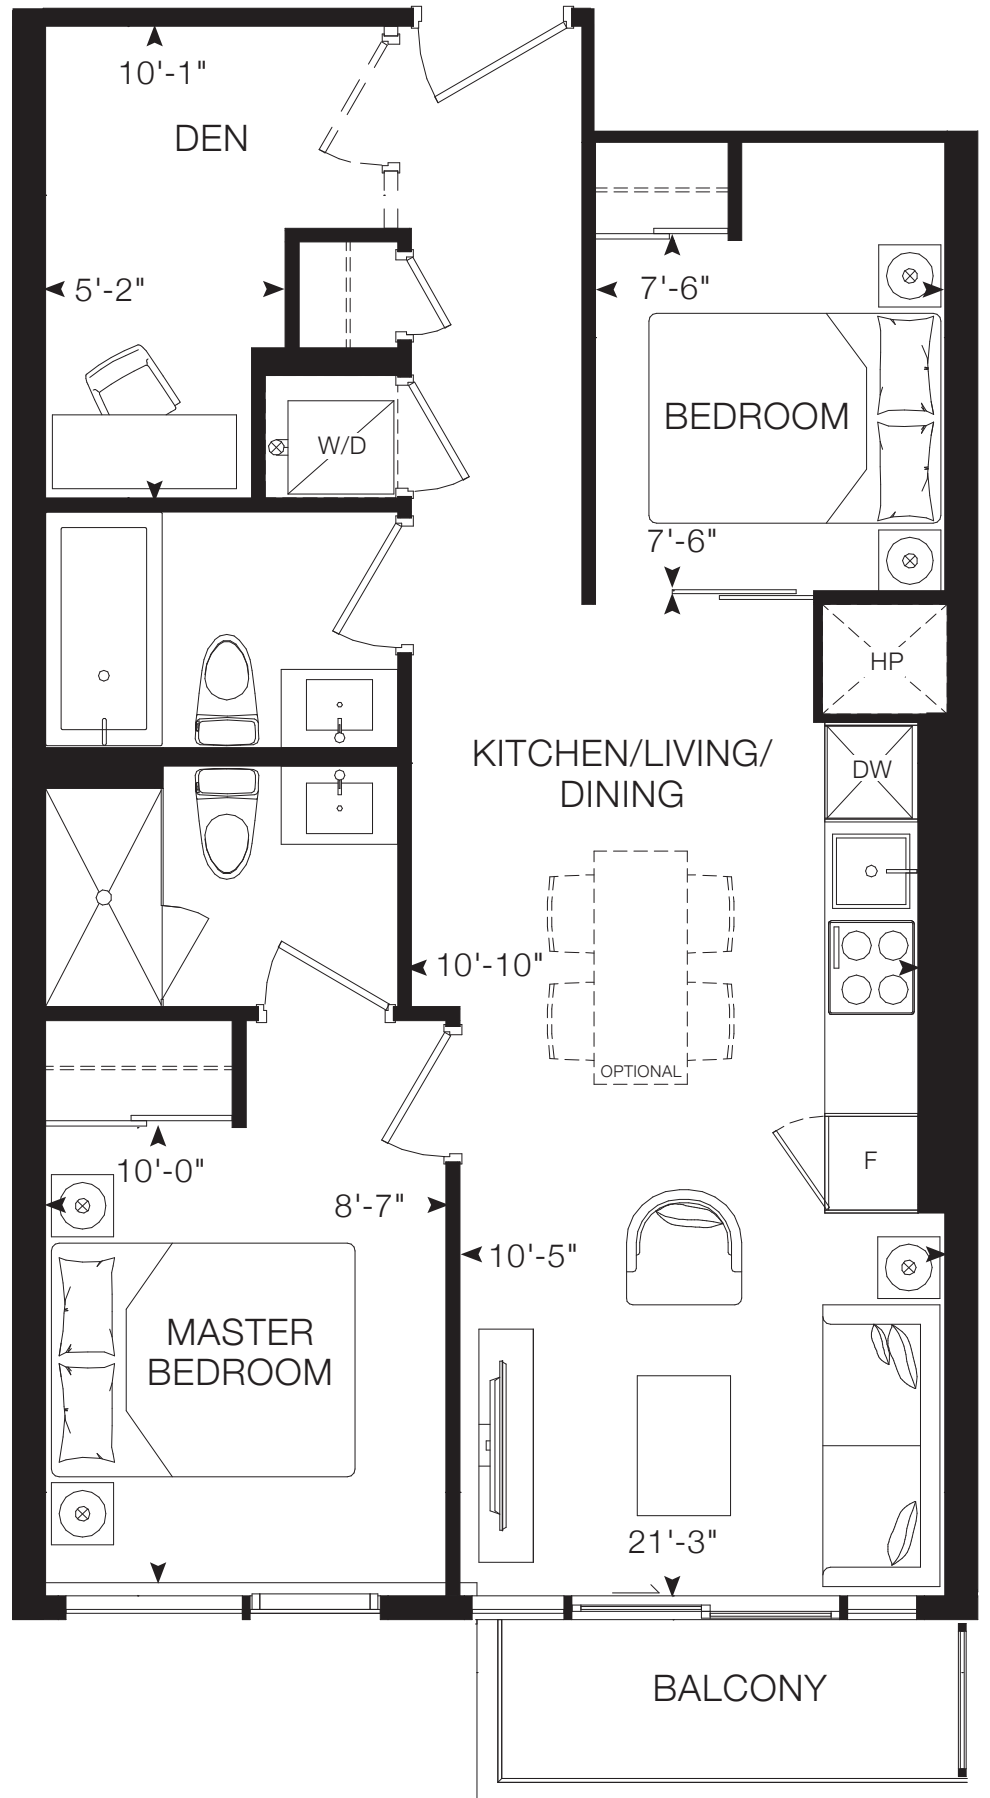 10'-1"
DEN
5'-2"
7'-6"
BEDROOM
W/D
7'-6"
HP
KITCHEN/LIVING/
DINING
DW
10'-10"
OPTIONAL
F
10'-0"
8'-7"
10'-5"
MASTER
BEDROOM
21'-3"
BALCONY